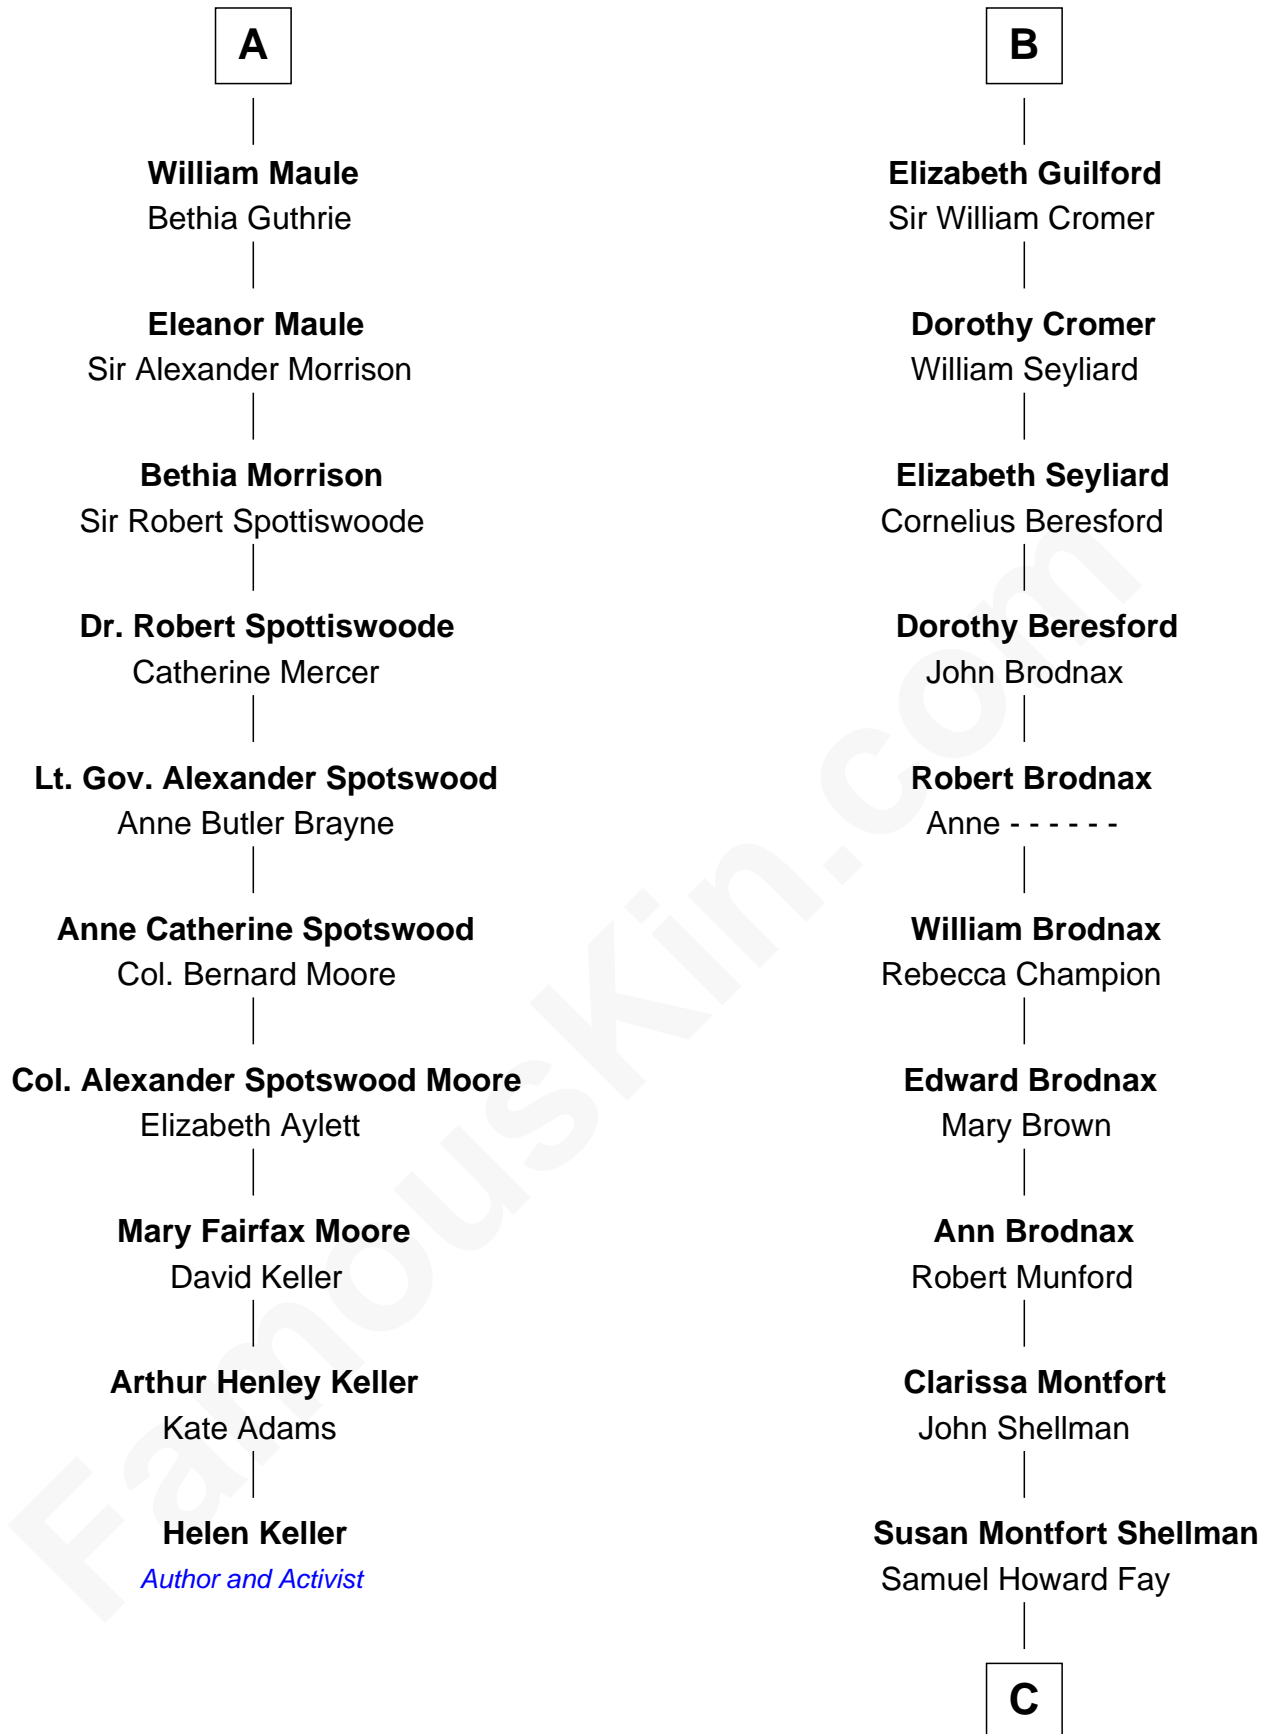 A
William Maule
Bethia Guthrie
Eleanor Maule
Sir Alexander Morrison
Bethia Morrison
Sir Robert Spottiswoode
Dr. Robert Spottiswoode
Catherine Mercer
Lt. Gov. Alexander Spotswood
Anne Butler Brayne
Anne Catherine Spotswood
Col. Bernard Moore
Col. Alexander Spotswood Moore
Elizabeth Aylett
Mary Fairfax Moore
David Keller
Arthur Henley Keller
Kate Adams
Helen Keller
Author and Activist
B
Elizabeth Guilford
Sir William Cromer
Dorothy Cromer
William Seyliard
Elizabeth Seyliard
Cornelius Beresford
Dorothy Beresford
John Brodnax
Robert Brodnax
Anne - - - - - -
William Brodnax
Rebecca Champion
Edward Brodnax
Mary Brown
Ann Brodnax
Robert Munford
Clarissa Montfort
John Shellman
Susan Montfort Shellman
Samuel Howard Fay
C
FamousKin.com